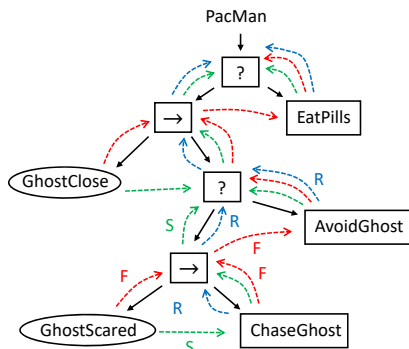 PacMan
?
→
EatPills
GhostClose
?
R
S
R
AvoidGhost
F
→
F
F
R
GhostScared
S
ChaseGhost